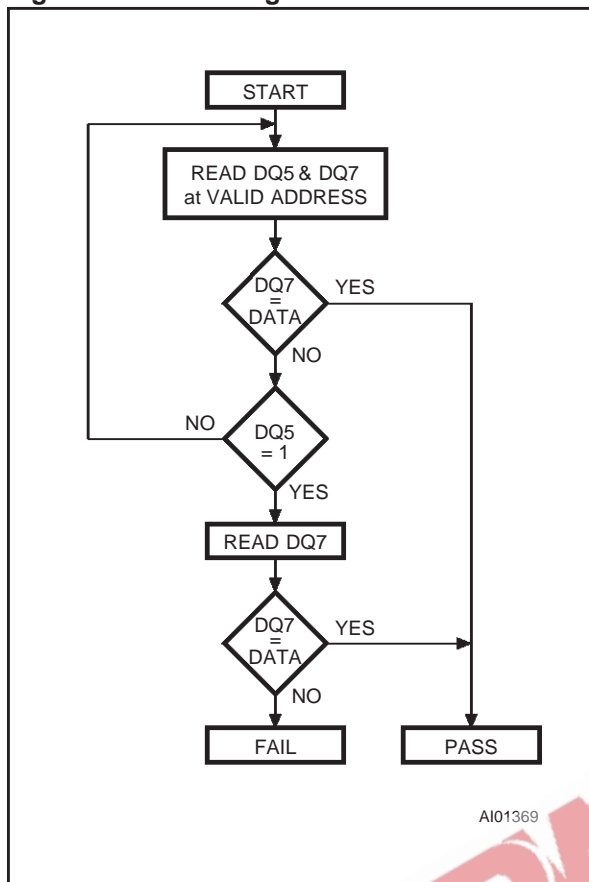 START
READ DQ5 & DQ7
at VALID ADDRESS
DQ7
=
DATA
YES
NO
DQ5
= 1
NO
YES
READ DQ7
DQ7
=
DATA
YES
NO
FAIL
PASS
AI01369